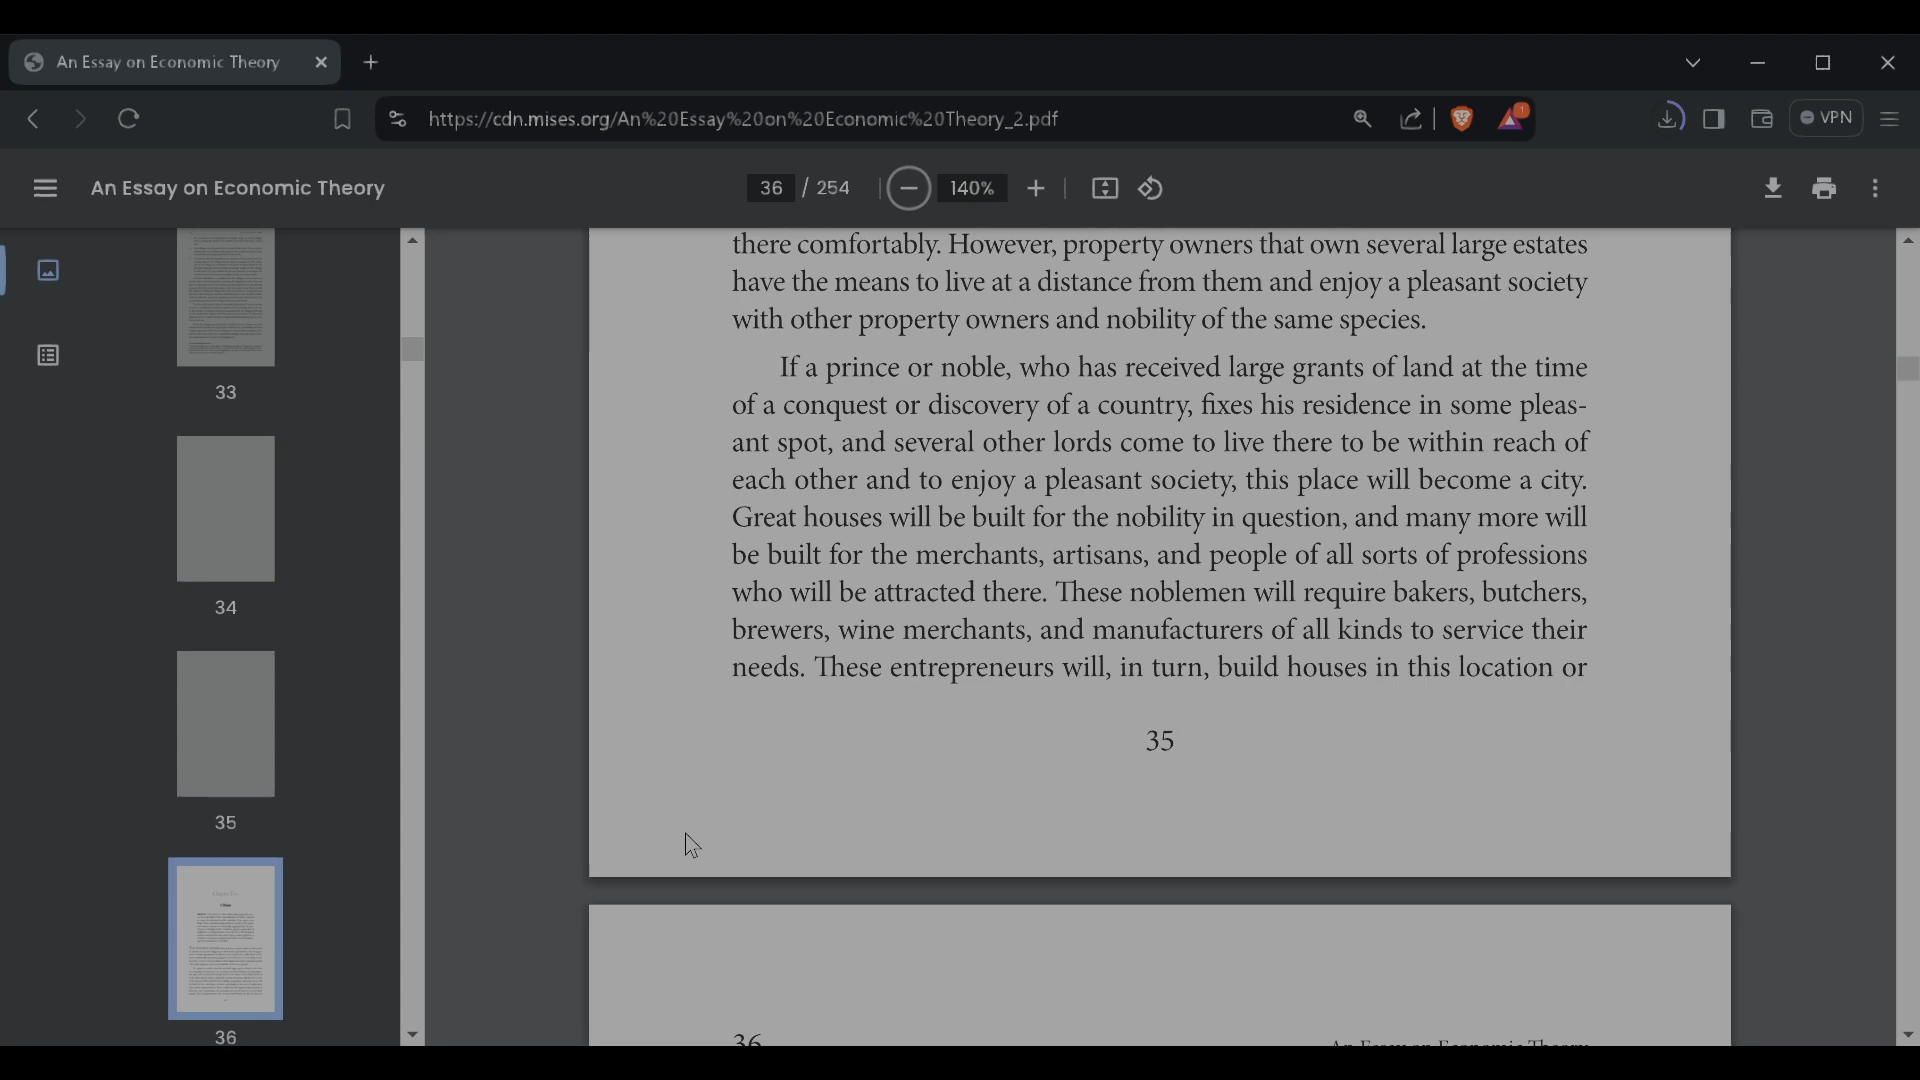 An Essay on Economic Theory
https://cdn.mises.org/An%20Essay%20on%20Economic%20Theory_2.pdf
1
VPN
An Essay on Economic Theory
36 / 254
140%
33
34
35
36
there comfortably. However, property owners that own several large estates
have the means to live at a distance from them and enjoy a pleasant society
with other property owners and nobility of the same species.
If a prince or noble, who has received large grants of land at the time
of a conquest or discovery of a country, fixes his residence in some pleas-
ant spot, and several other lords come to live there to be within reach of
each other and to enjoy a pleasant society, this place will become a city.
Great houses will be built for the nobility in question, and many more will
be built for the merchants, artisans, and people of all sorts of professions
who will be attracted there. These noblemen will require bakers, butchers,
brewers, wine merchants, and manufacturers of all kinds to service their
needs. These entrepreneurs will, in turn, build houses in this location or
35
36
An Essay on Economic Theory